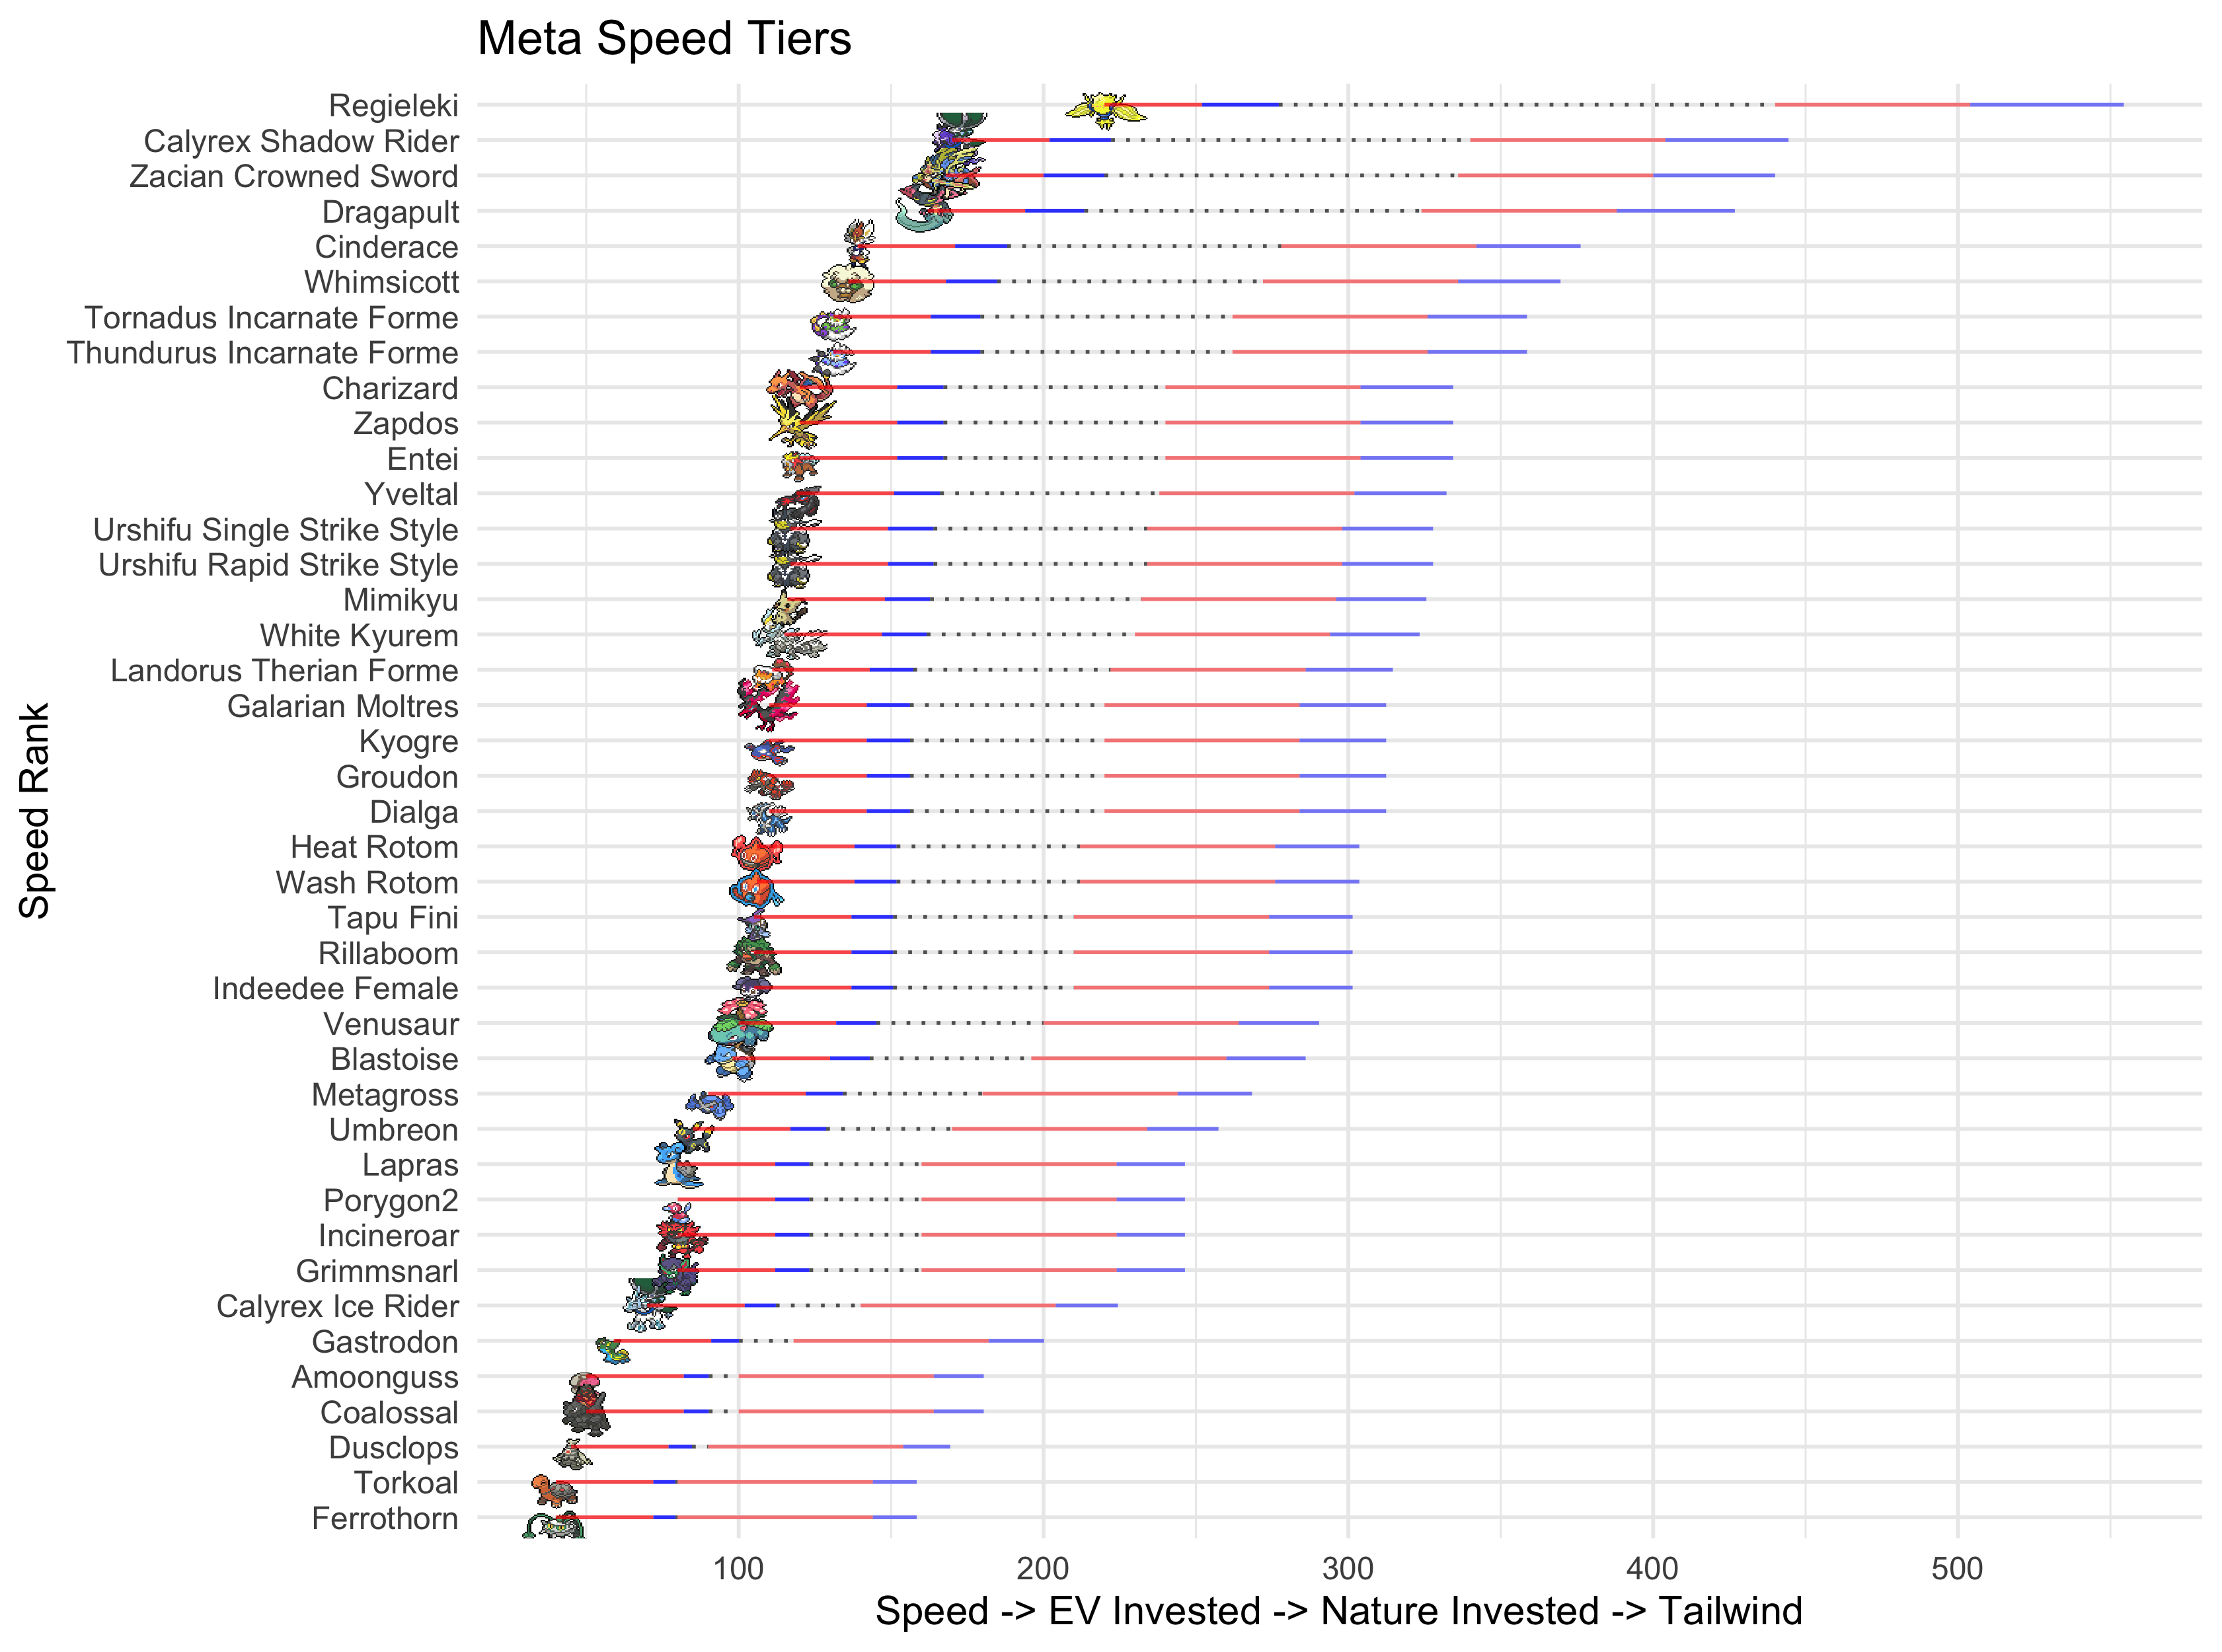 Meta Speed Tiers
Regieleki
Calyrex Shadow Rider
Zacian Crowned Sword
Dragapult
Cinderace
Whimsicott
Tornadus Incarnate Forme
Thundurus Incarnate Forme
Charizard
Zapdos
Entei
Yveltal
Urshifu Single Strike Style
Urshifu Rapid Strike Style
Mimikyu
White Kyurem
Landorus Therian Forme
Galarian Moltres
Kyogre
Groudon
Dialga
Heat Rotom
Wash Rotom
Tapu Fini
Rillaboom
Indeedee Female
Venusaur
Blastoise
Metagross
Umbreon
Lapras
Porygon2
Incineroar
Grimmsnarl
Calyrex Ice Rider
Gastrodon
Amoonguss
Coalossal
Dusclops
Torkoal
Ferrothorn
Speed Rank
100 200 300 400 500
Speed -> EV Invested -> Nature Invested -> Tailwind